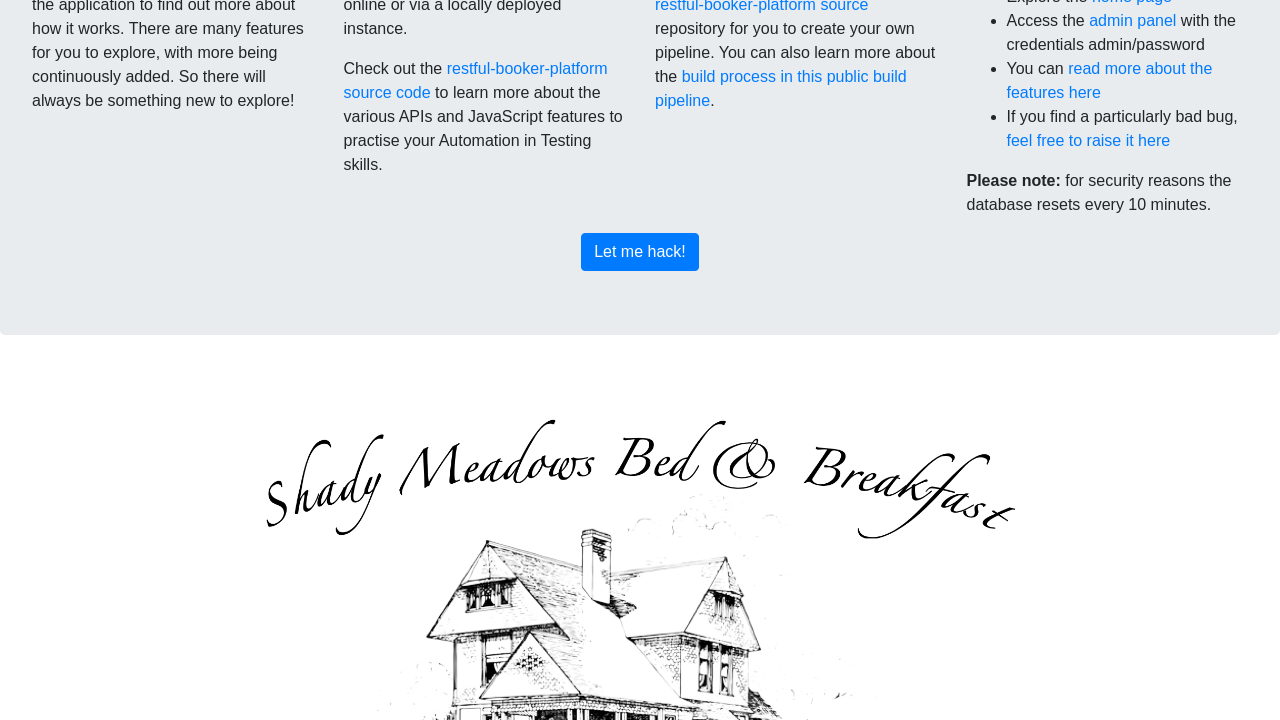 the application to find out more about
how it works. There are many features
for you to explore, with more being
continuously added. So there will
always be something new to explore!
online or via a locally deployed
instance.
Check out the restful-booker-platform
source code to learn more about the
various APIs and JavaScript features to
practise your Automation in Testing
skills.
restful-booker-platform source
repository for you to create your own
pipeline. You can also learn more about
the build process in this public build
pipeline.
Explore the home page
Access the admin panel with the
credentials admin/password
You can read more about the
features here
If you find a particularly bad bug,
feel free to raise it here
Please note: for security reasons the
database resets every 10 minutes.
Let me hack!
Shady Meadows Bed & Breakfast